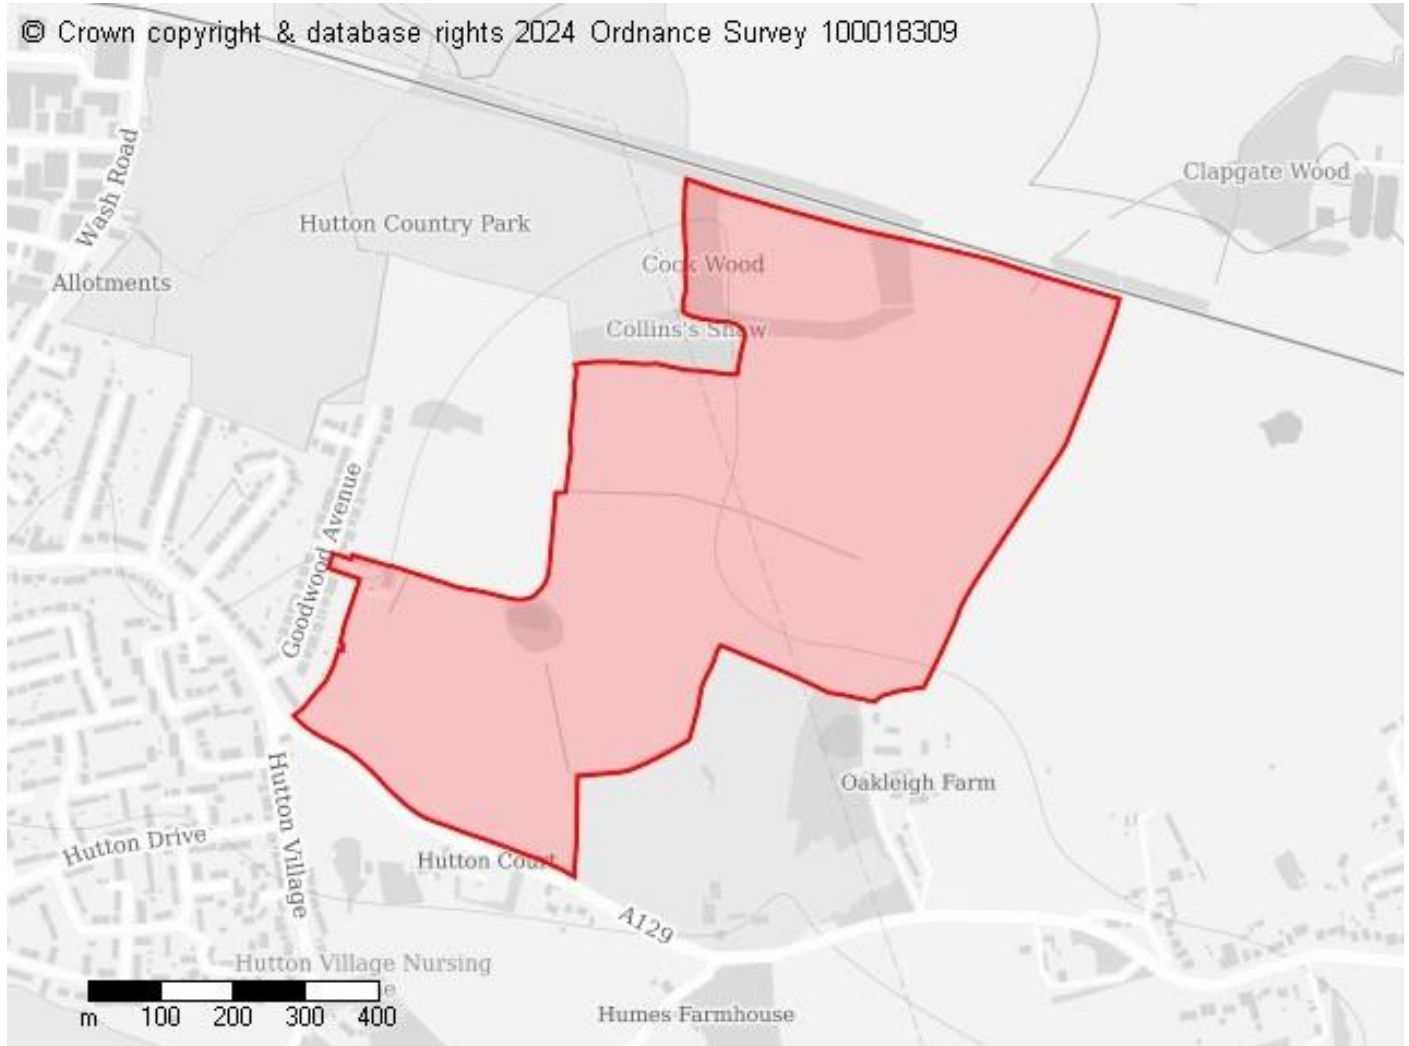 © Crown copyright & database rights 2024 Ordnance Survey 100018309
Wash Road
Clapgate Wood
Hutton Country Park
Cock Wood
Allotments
Collins's Shaw
Goodwood Avenue
Oakleigh Farm
Hutton Village
Hutton Drive
Hutton Court
A129
Hutton Village Nursing
e
m 100 200 300 400
Humes Farmhouse